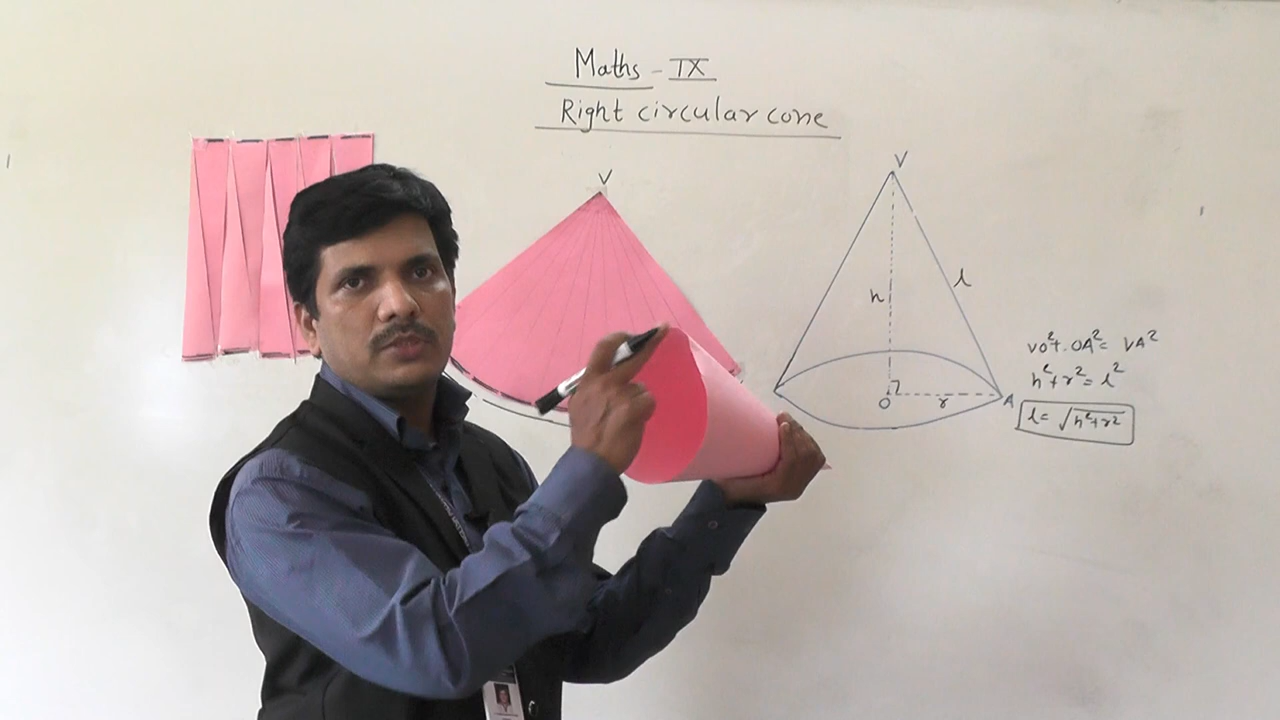 Maths - IX
Right circular cone
V
V
h
l
O
r
A
VO²+ OA² = VA²
h²+r² = l²
l = √h²+r²